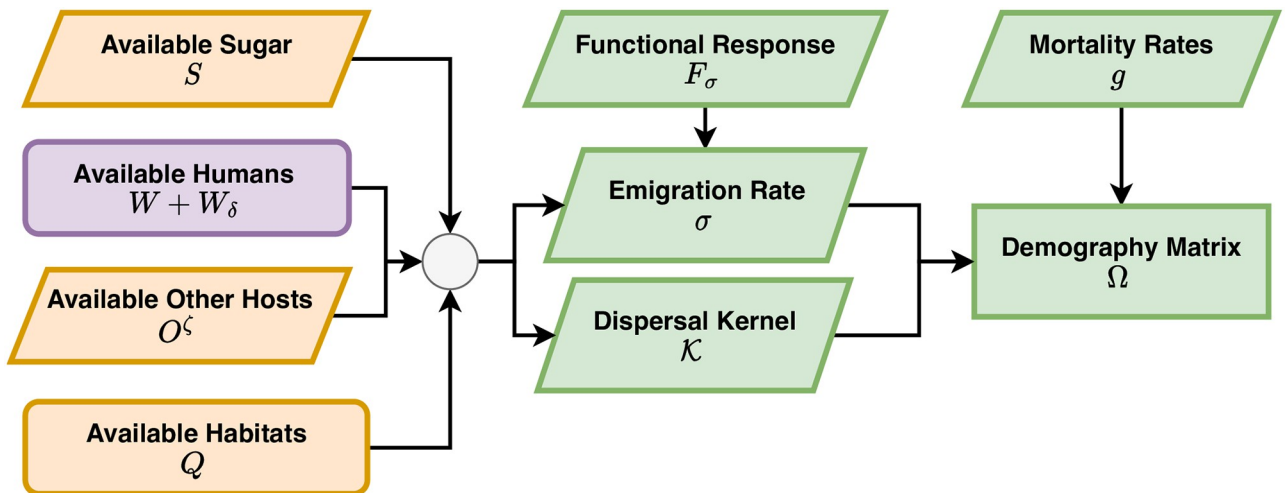 Available Sugar
S
Available Humans
W + W_δ
Available Other Hosts
O^ζ
Available Habitats
Q
Functional Response
F_σ
Emigration Rate
σ
Dispersal Kernel
𝒦
Mortality Rates
g
Demography Matrix
Ω